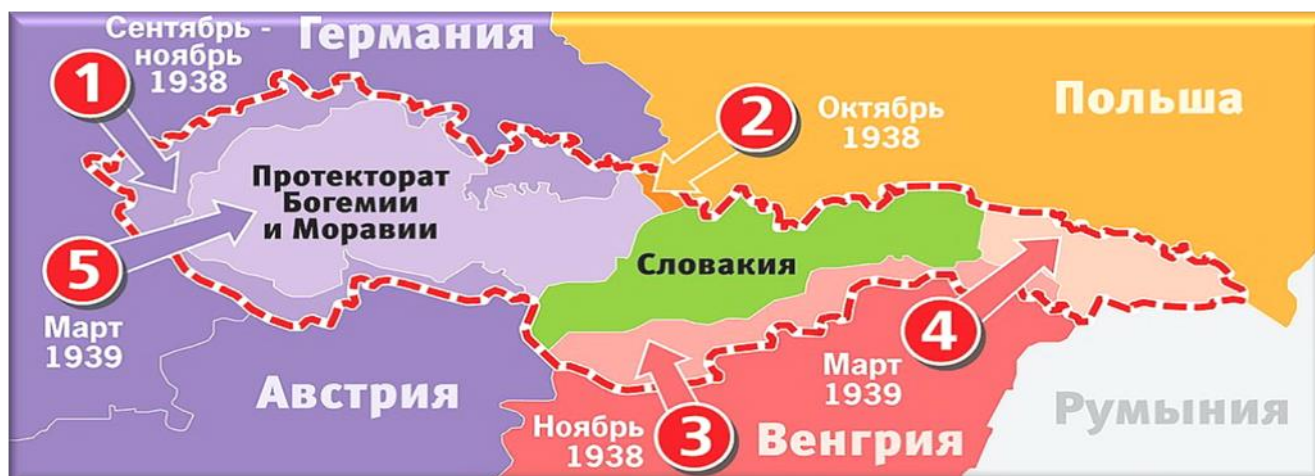 Сентябрь -
ноябрь
1938
1
Германия
2
Октябрь
1938
Польша
Протекторат
Богемии
и Моравии
Словакия
5
Март
1939
4
Март
1939
Австрия
Ноябрь
1938
3
Венгрия
Румыния